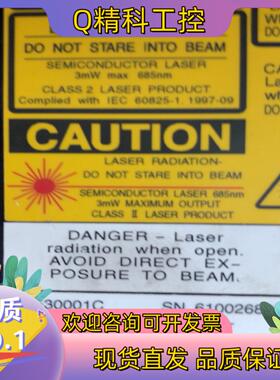 Q精科工控
DO NOT STARE INTO BEAM
SEMICONDUCTOR LASER
3mW max 685nm
CLASS 2 LASER PRODUCT
Complied with IEC 60825-1.1997-09
CAUTION
LASER RADIATION-
DO NOT STARE INTO BEAM
SEMICONDUCTOR LASER 685nm
3mW MAXIMUM OUTPUT
CLASS II LASER PRODUCT
DANGER – Laser
radiation when open.
AVOID DIRECT EX-
POSURE TO BEAM.
30001C
SN 6100268
质
O.1
欢迎咨询可开发票
现货直发 品质保证